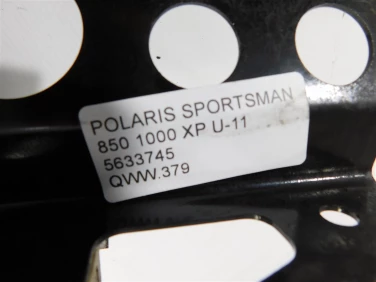 POLARIS SPORTSMAN
850 1000 XP U-11
5633745
QWW.379